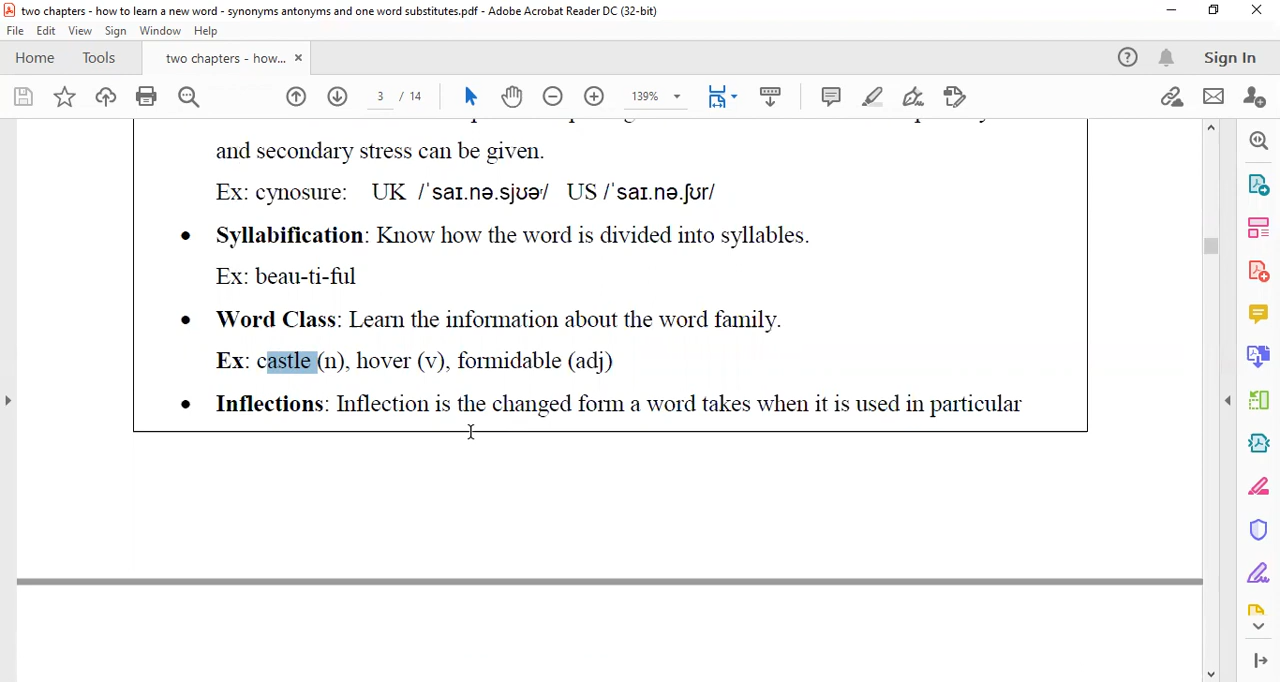 two chapters - how to learn a new word - synonyms antonyms and one word substitutes.pdf - Adobe Acrobat Reader DC (32-bit)
File Edit View Sign Window Help
Home Tools two chapters - how... × Sign In
3 / 14 139%
and secondary stress can be given.
Ex: cynosure: UK /ˈsaɪ.nə.sjʊəʳ/ US /ˈsaɪ.nə.ʃʊr/
• Syllabification: Know how the word is divided into syllables.
Ex: beau-ti-ful
• Word Class: Learn the information about the word family.
Ex: castle (n), hover (v), formidable (adj)
• Inflections: Inflection is the changed form a word takes when it is used in particular